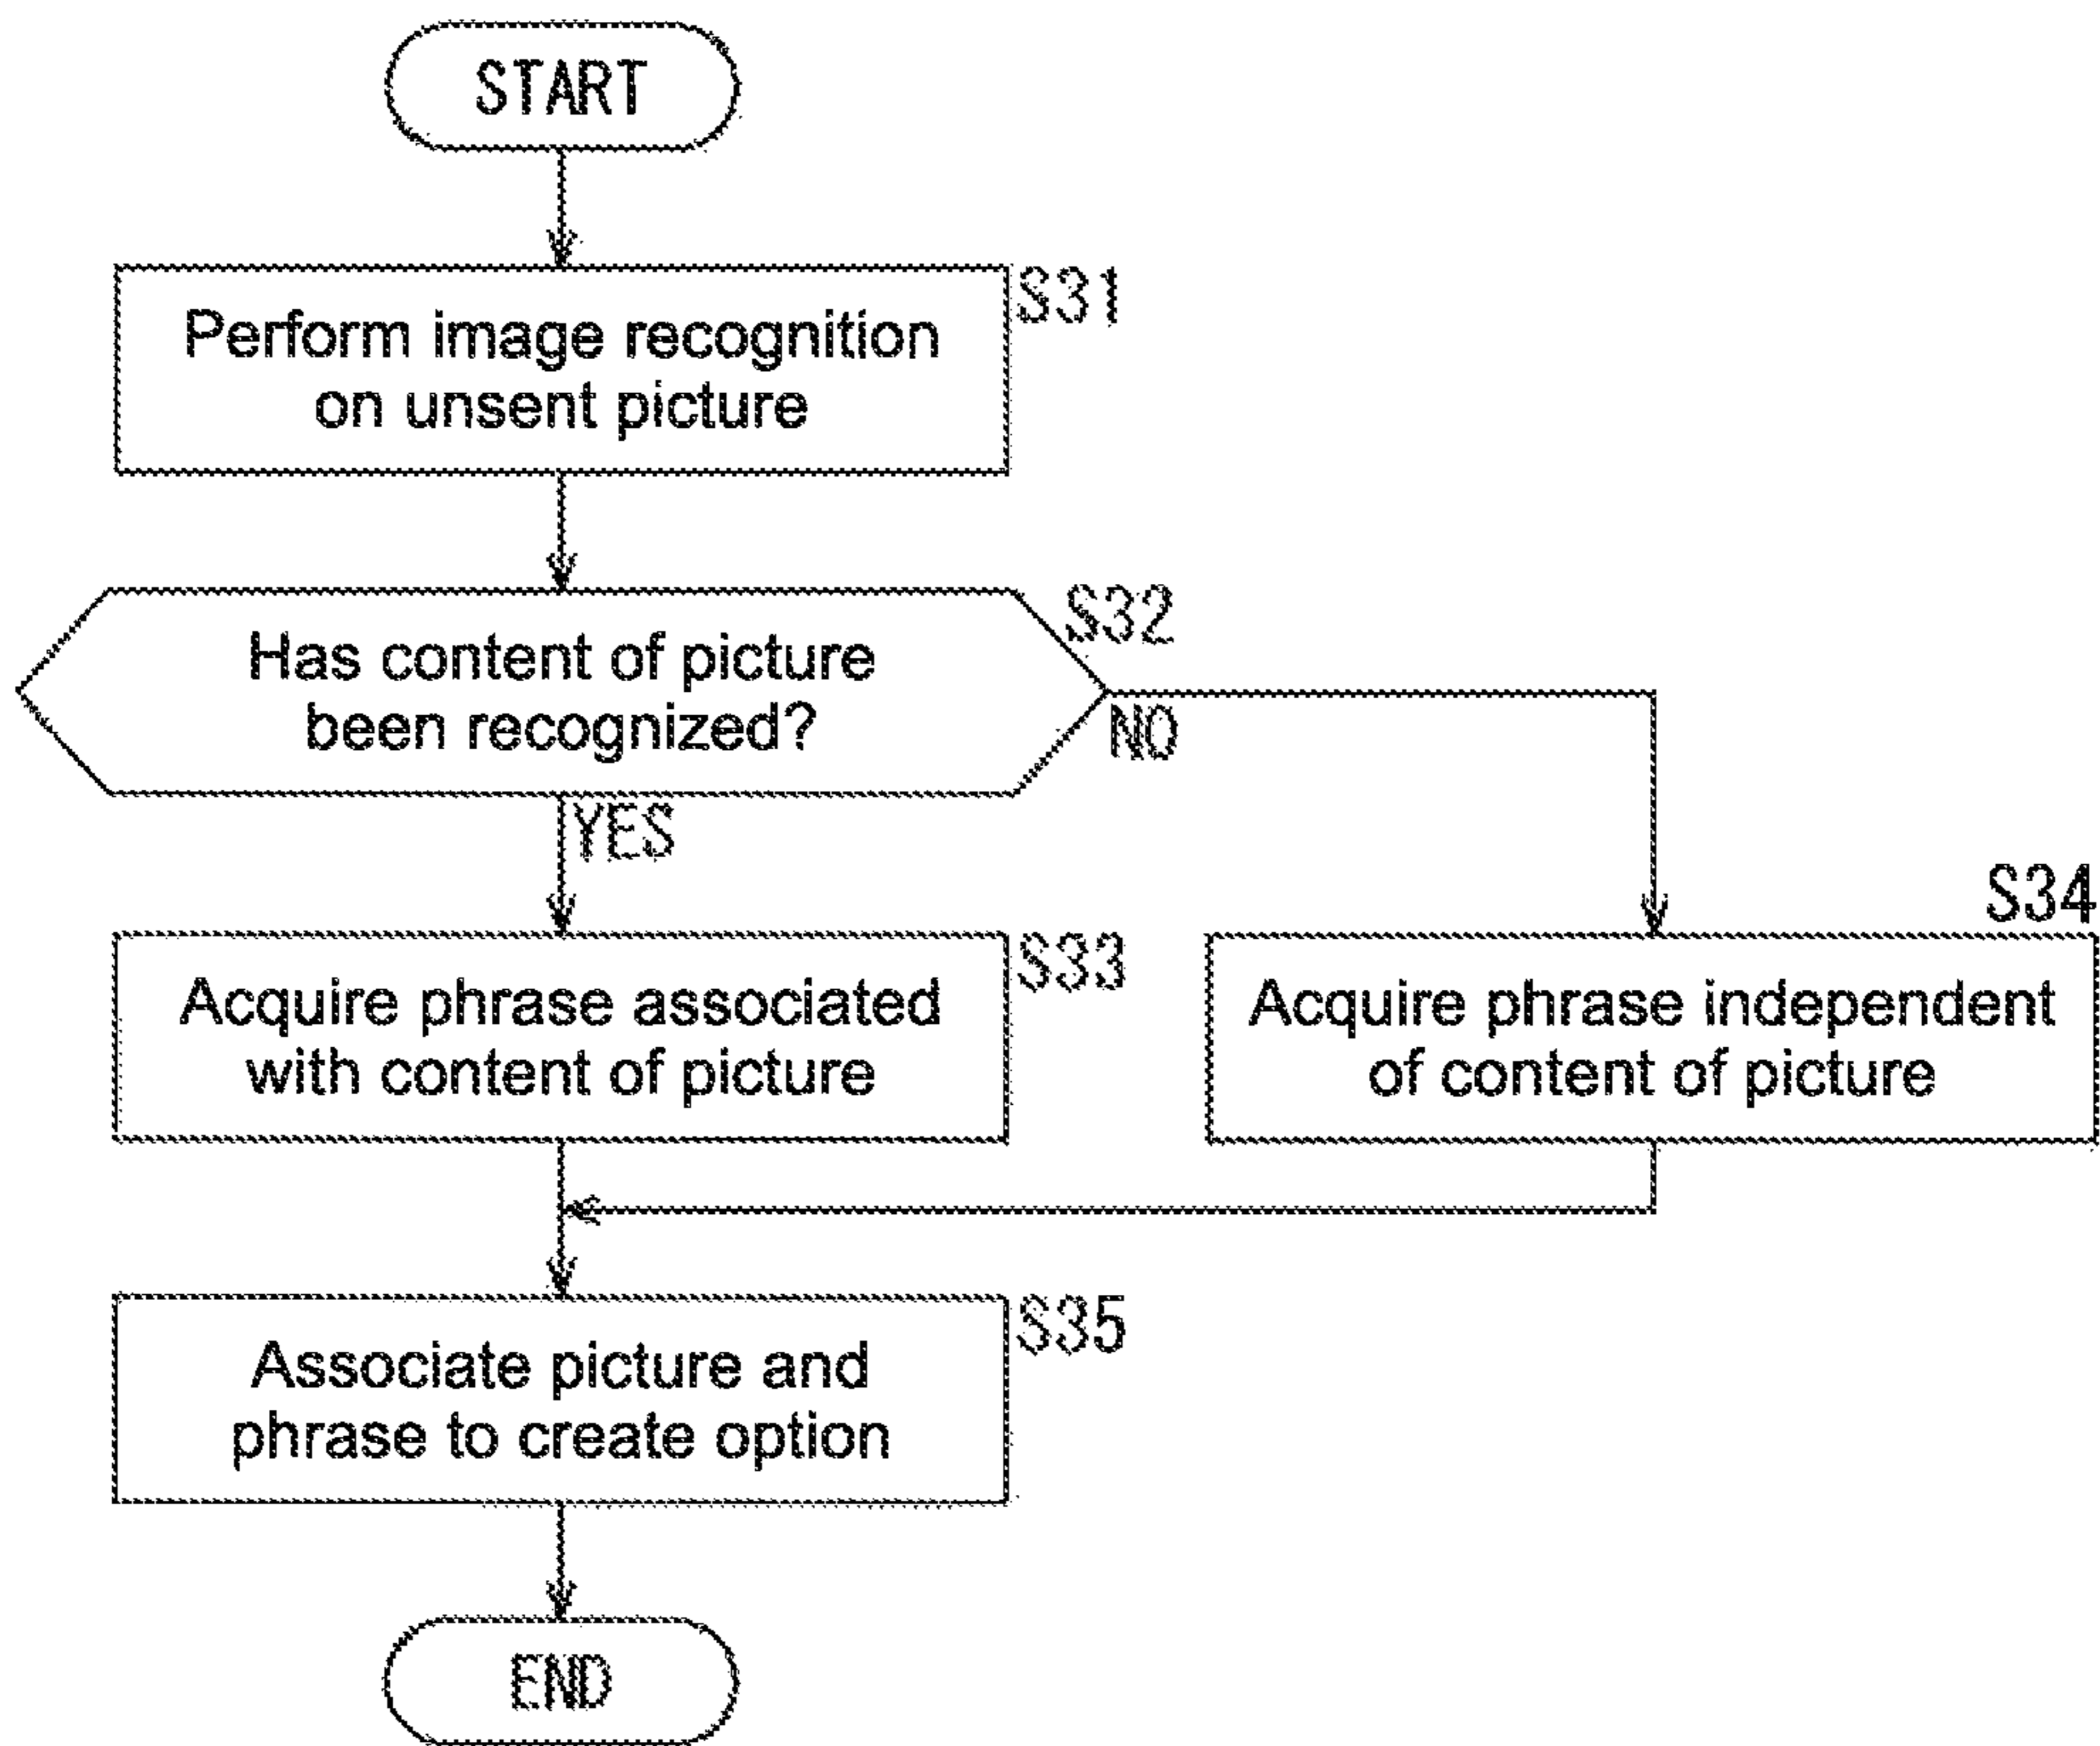 START
S31
Perform image recognition
on unsent picture
S32
Has content of picture
been recognized?
NO
YES
S34
S33
Acquire phrase associated
with content of picture
Acquire phrase independent
of content of picture
S35
Associate picture and
phrase to create option
END